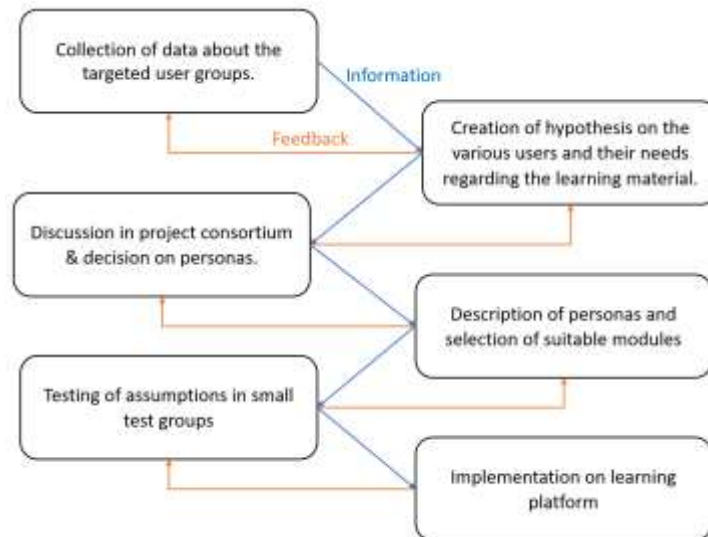 Collection of data about the
targeted user groups.
Information
Feedback
Creation of hypothesis on the
various users and their needs
regarding the learning material.
Discussion in project consortium
& decision on personas.
Description of personas and
selection of suitable modules
Testing of assumptions in small
test groups
Implementation on learning
platform